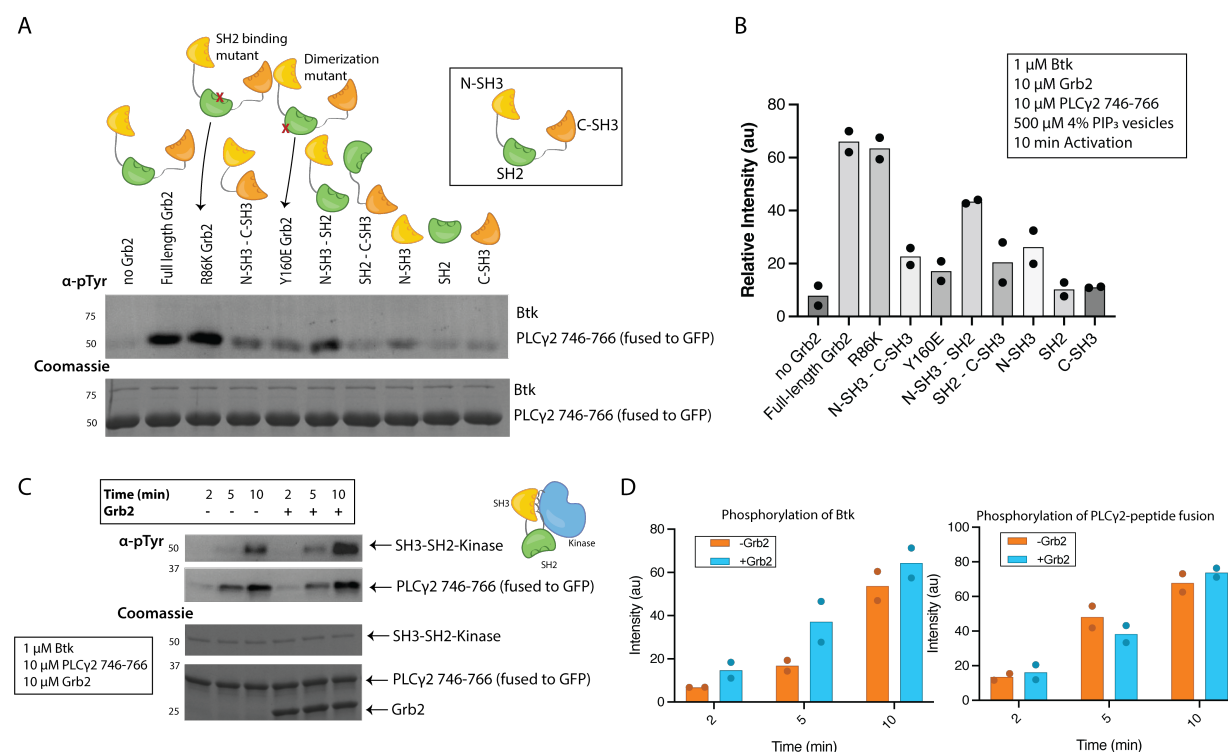 A
SH2 binding
mutant
Dimerization
mutant
N-SH3
C-SH3
SH2
no Grb2
Full length Grb2
R86K Grb2
N-SH3 - C-SH3
Y160E Grb2
N-SH3 - SH2
SH2 - C-SH3
N-SH3
SH2
C-SH3
α-pTyr
75
50
Btk
PLCγ2 746-766 (fused to GFP)
Coomassie
75
50
Btk
PLCγ2 746-766 (fused to GFP)
B
1 µM Btk
10 µM Grb2
10 µM PLCγ2 746-766
500 µM 4% PIP₃ vesicles
10 min Activation
Relative Intensity (au)
80
60
40
20
0
no Grb2
Full-length Grb2
R86K
N-SH3 - C-SH3
Y160E
N-SH3 - SH2
SH2 - C-SH3
N-SH3
SH2
C-SH3
C
Time (min) 2 5 10 2 5 10
Grb2 - - - + + +
α-pTyr
50
SH3-SH2-Kinase
37
PLCγ2 746-766 (fused to GFP)
SH3
Kinase
SH2
Coomassie
50
SH3-SH2-Kinase
37
PLCγ2 746-766 (fused to GFP)
25
Grb2
1 µM Btk
10 µM PLCγ2 746-766
10 µM Grb2
D
Phosphorylation of Btk
-Grb2
+Grb2
Intensity (au)
80
60
40
20
0
2
5
10
Time (min)
Phosphorylation of PLCγ2-peptide fusion
-Grb2
+Grb2
Intensity (au)
100
80
60
40
20
0
2
5
10
Time (min)